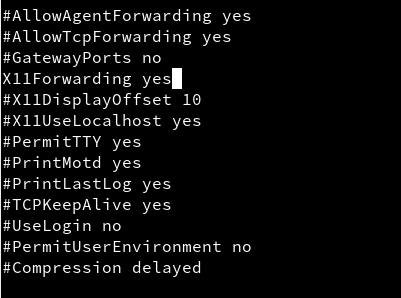 #AllowAgentForwarding yes
#AllowTcpForwarding yes
#GatewayPorts no
X11Forwarding yes
#X11DisplayOffset 10
#X11UseLocalhost yes
#PermitTTY yes
#PrintMotd yes
#PrintLastLog yes
#TCPKeepAlive yes
#UseLogin no
#PermitUserEnvironment no
#Compression delayed